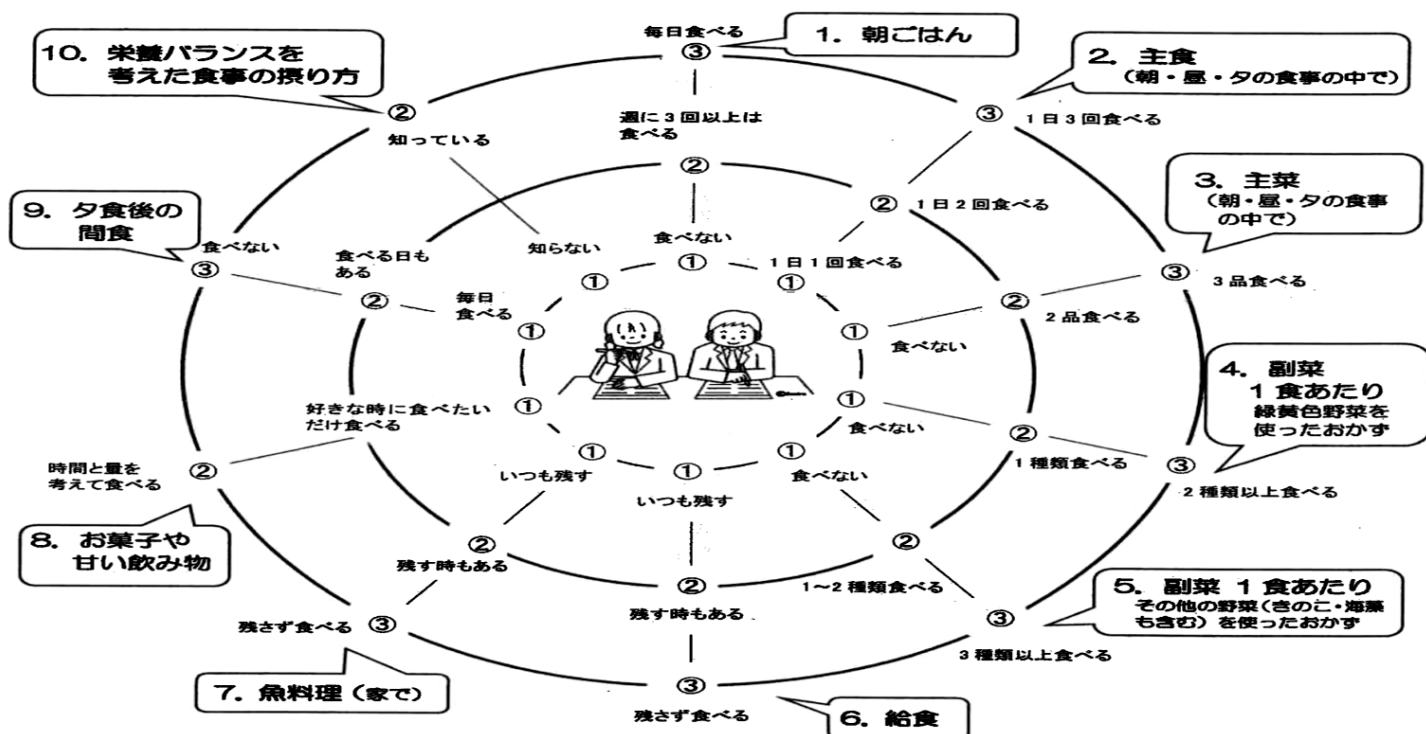 1．朝ごはん
毎日食べる
③
週に3回以上は
食べる
②
食べない
①
2．主食
（朝・昼・夕の食事の中で）
③
1日3回食べる
②
1日2回食べる
1日1回食べる
①
3．主菜
（朝・昼・夕の食事
の中で）
③
3品食べる
②
2品食べる
①
食べない
4．副菜
1食あたり
緑黄色野菜を
使ったおかず
③
2種類以上食べる
②
1種類食べる
①
食べない
5．副菜 1食あたり
その他の野菜（きのこ・海藻
も含む）を使ったおかず
③
3種類以上食べる
②
1～2種類食べる
①
食べない
6．給食
③
残さず食べる
②
残す時もある
①
いつも残す
7．魚料理（家で）
③
残さず食べる
②
残す時もある
①
いつも残す
8．お菓子や
甘い飲み物
②
時間と量を
考えて食べる
①
好きな時に食べたい
だけ食べる
9．夕食後の
間食
食べない
③
食べる日も
ある
②
毎日
食べる
①
10．栄養バランスを
考えた食事の摂り方
②
知っている
知らない
①